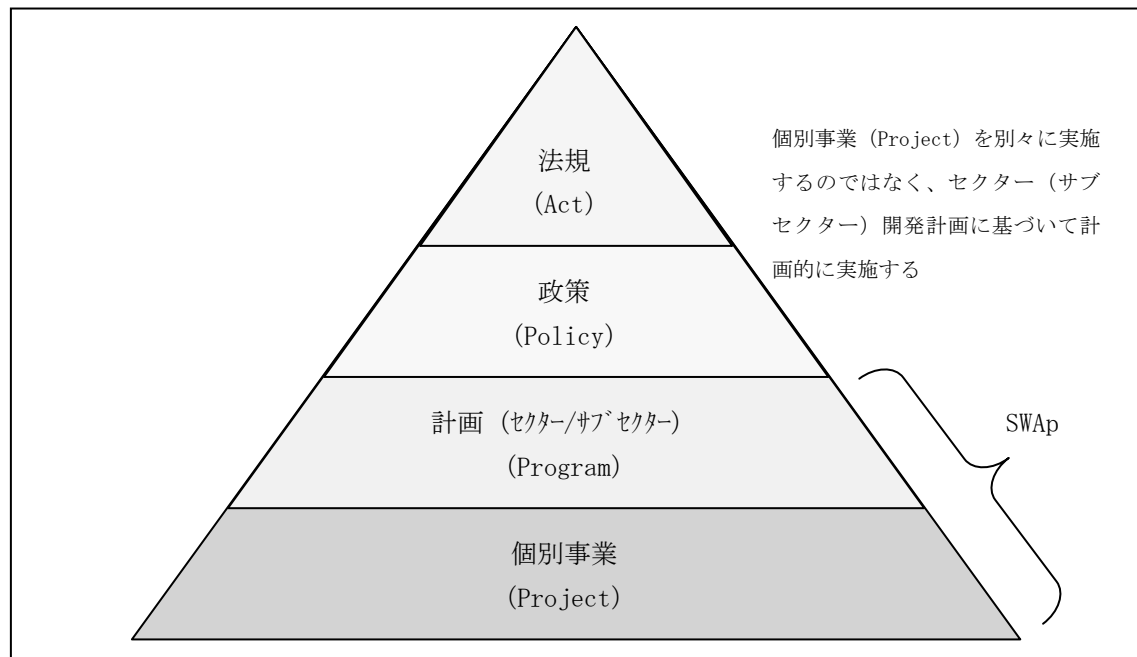 法規
(Act)
個別事業 (Project) を別々に実施
するのではなく、セクター（サブ
セクター）開発計画に基づいて計
画的に実施する
政策
(Policy)
計画 (ｾｸﾀｰ/ｻﾌﾞｾｸﾀｰ)
(Program)
SWAp
個別事業
(Project)